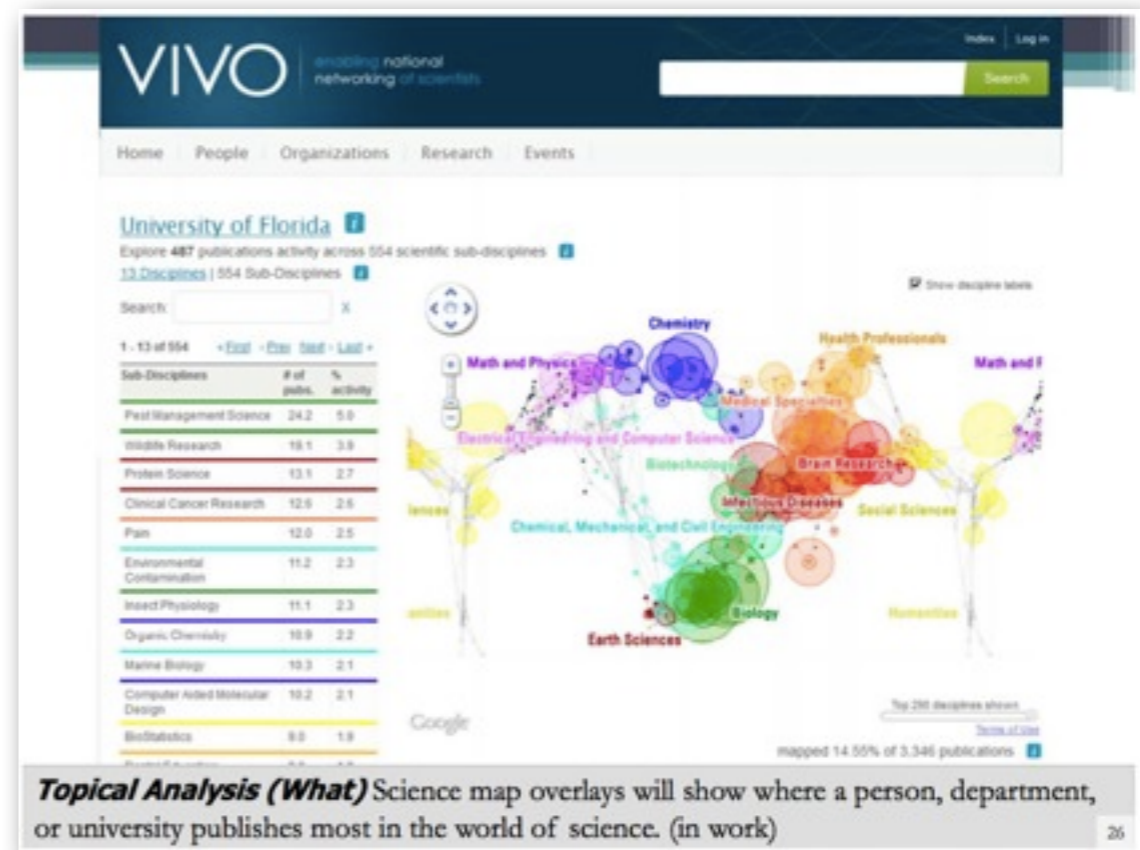 VIVO
enabling national
networking of scientists
Index Log in
Search
Home People Organizations Research Events
University of Florida
Explore 487 publications activity across 554 scientific sub-disciplines
13 Disciplines | 554 Sub-Disciplines
Search: X
Show discipline labels
1 - 13 of 554 First Prev Next Last
Sub-Disciplines # of pubs. % activity
Pest Management Science 24.2 5.0
Wildlife Research 19.1 3.9
Protein Science 13.1 2.7
Clinical Cancer Research 12.6 2.6
Pain 12.0 2.5
Environmental
Contamination 11.2 2.3
Insect Physiology 11.1 2.3
Organic Chemistry 10.9 2.2
Marine Biology 10.3 2.1
Computer Aided Molecular
Design 10.2 2.1
BioStatistics 9.0 1.9
Chemistry
Health Professionals
Math and Physics
Math and F
Medical Specialties
Electrical Engineering and Computer Science
Biotechnology
Brain Research
Infectious Diseases
iences
Social Sciences
Chemical, Mechanical, and Civil Engineering
Biology
anities
Humanities
Earth Sciences
Google
Top 250 disciplines shown
Terms of Use
mapped 14.55% of 3,346 publications
Topical Analysis (What) Science map overlays will show where a person, department,
or university publishes most in the world of science. (in work)
26